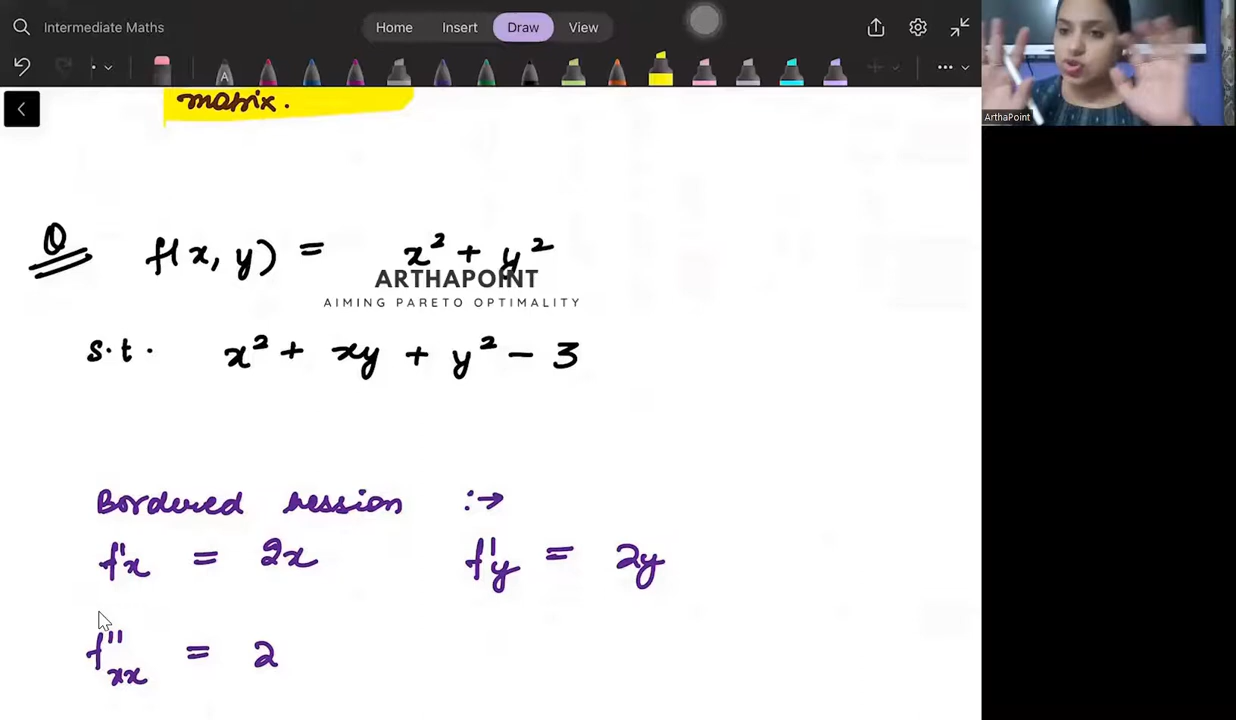 Intermediate Maths
Home Insert Draw View
A
ArthaPoint
matrix.
Q f(x, y) = x² + y²
ARTHAPOINT
AIMING PARETO OPTIMALITY
s.t. x² + xy + y² - 3
Bordered hession :→
f'x = 2x f'y = 2y
f''xx = 2